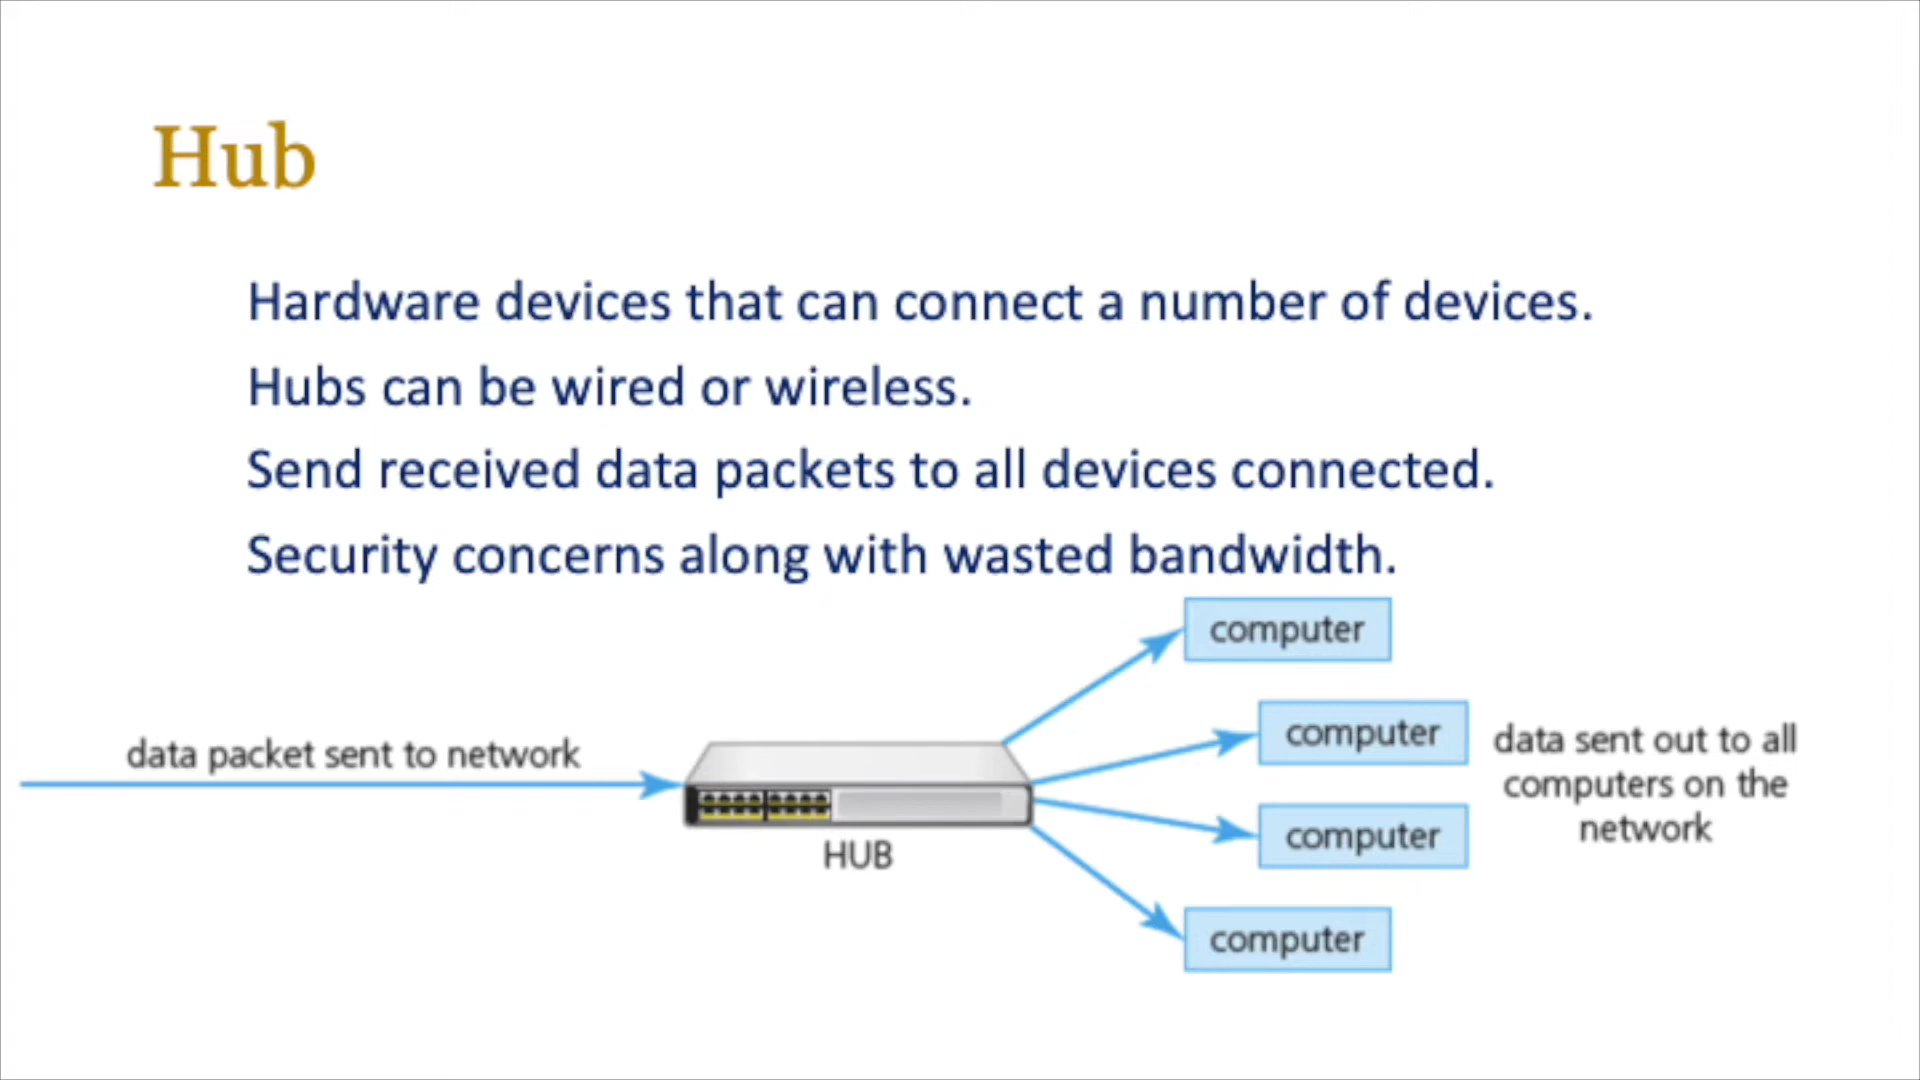 Hub
Hardware devices that can connect a number of devices.
Hubs can be wired or wireless.
Send received data packets to all devices connected.
Security concerns along with wasted bandwidth.
data packet sent to network
HUB
computer
computer
computer
computer
data sent out to all
computers on the
network